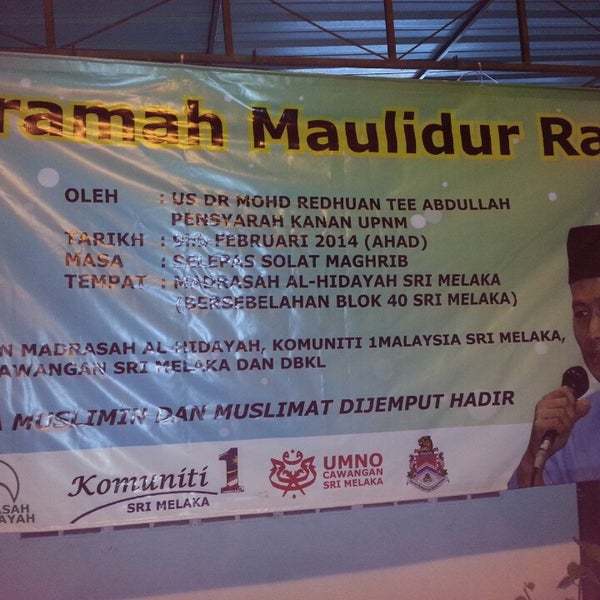 ramah Maulidur Ra
OLEH : US DR MOHD REDHUAN TEE ABDULLAH
PENSYARAH KANAN UPNM
TARIKH : 9HB FEBRUARI 2014 (AHAD)
MASA : SELEPAS SOLAT MAGHRIB
TEMPAT : MADRASAH AL-HIDAYAH SRI MELAKA
(BERSEBELAHAN BLOK 40 SRI MELAKA)
N MADRASAH AL-HIDAYAH, KOMUNITI 1MALAYSIA SRI MELAKA,
CAWANGAN SRI MELAKA DAN DBKL
A MUSLIMIN DAN MUSLIMAT DIJEMPUT HADIR
ASAH
AYAH
Komuniti 1
SRI MELAKA
UMNO
CAWANGAN
SRI MELAKA